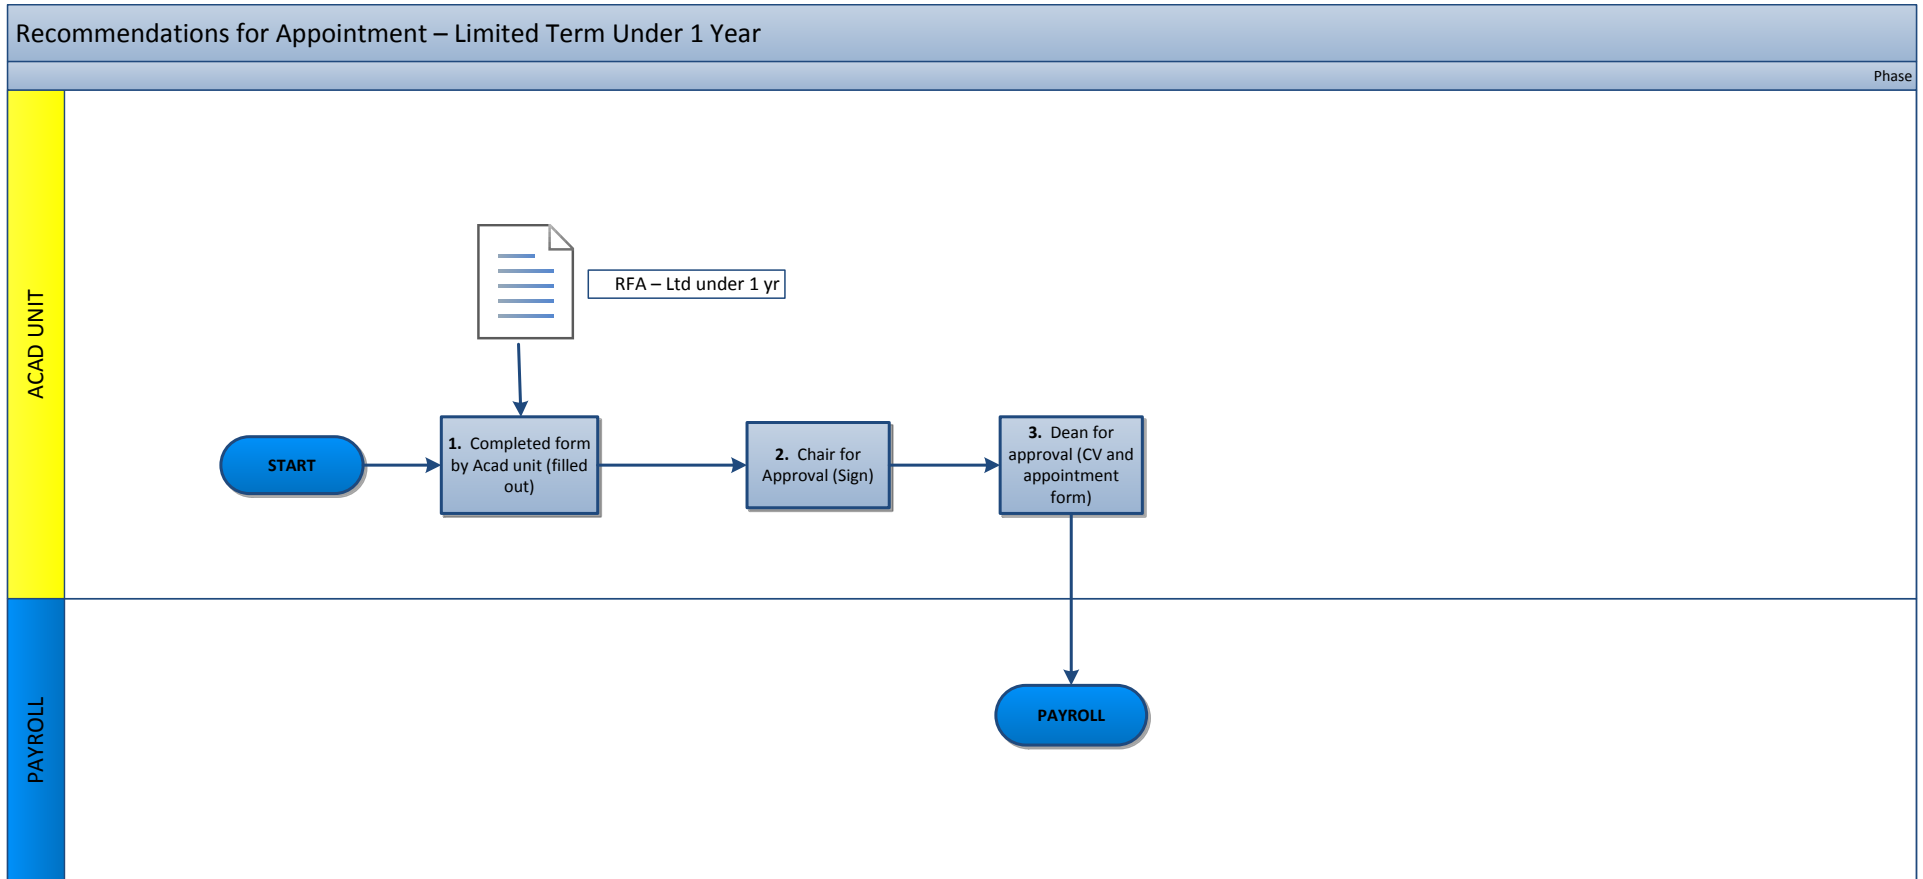 Recommendations for Appointment – Limited Term Under 1 Year
Phase
ACAD UNIT
RFA – Ltd under 1 yr
START
1. Completed form
by Acad unit (filled
out)
2. Chair for
Approval (Sign)
3. Dean for
approval (CV and
appointment
form)
PAYROLL
PAYROLL